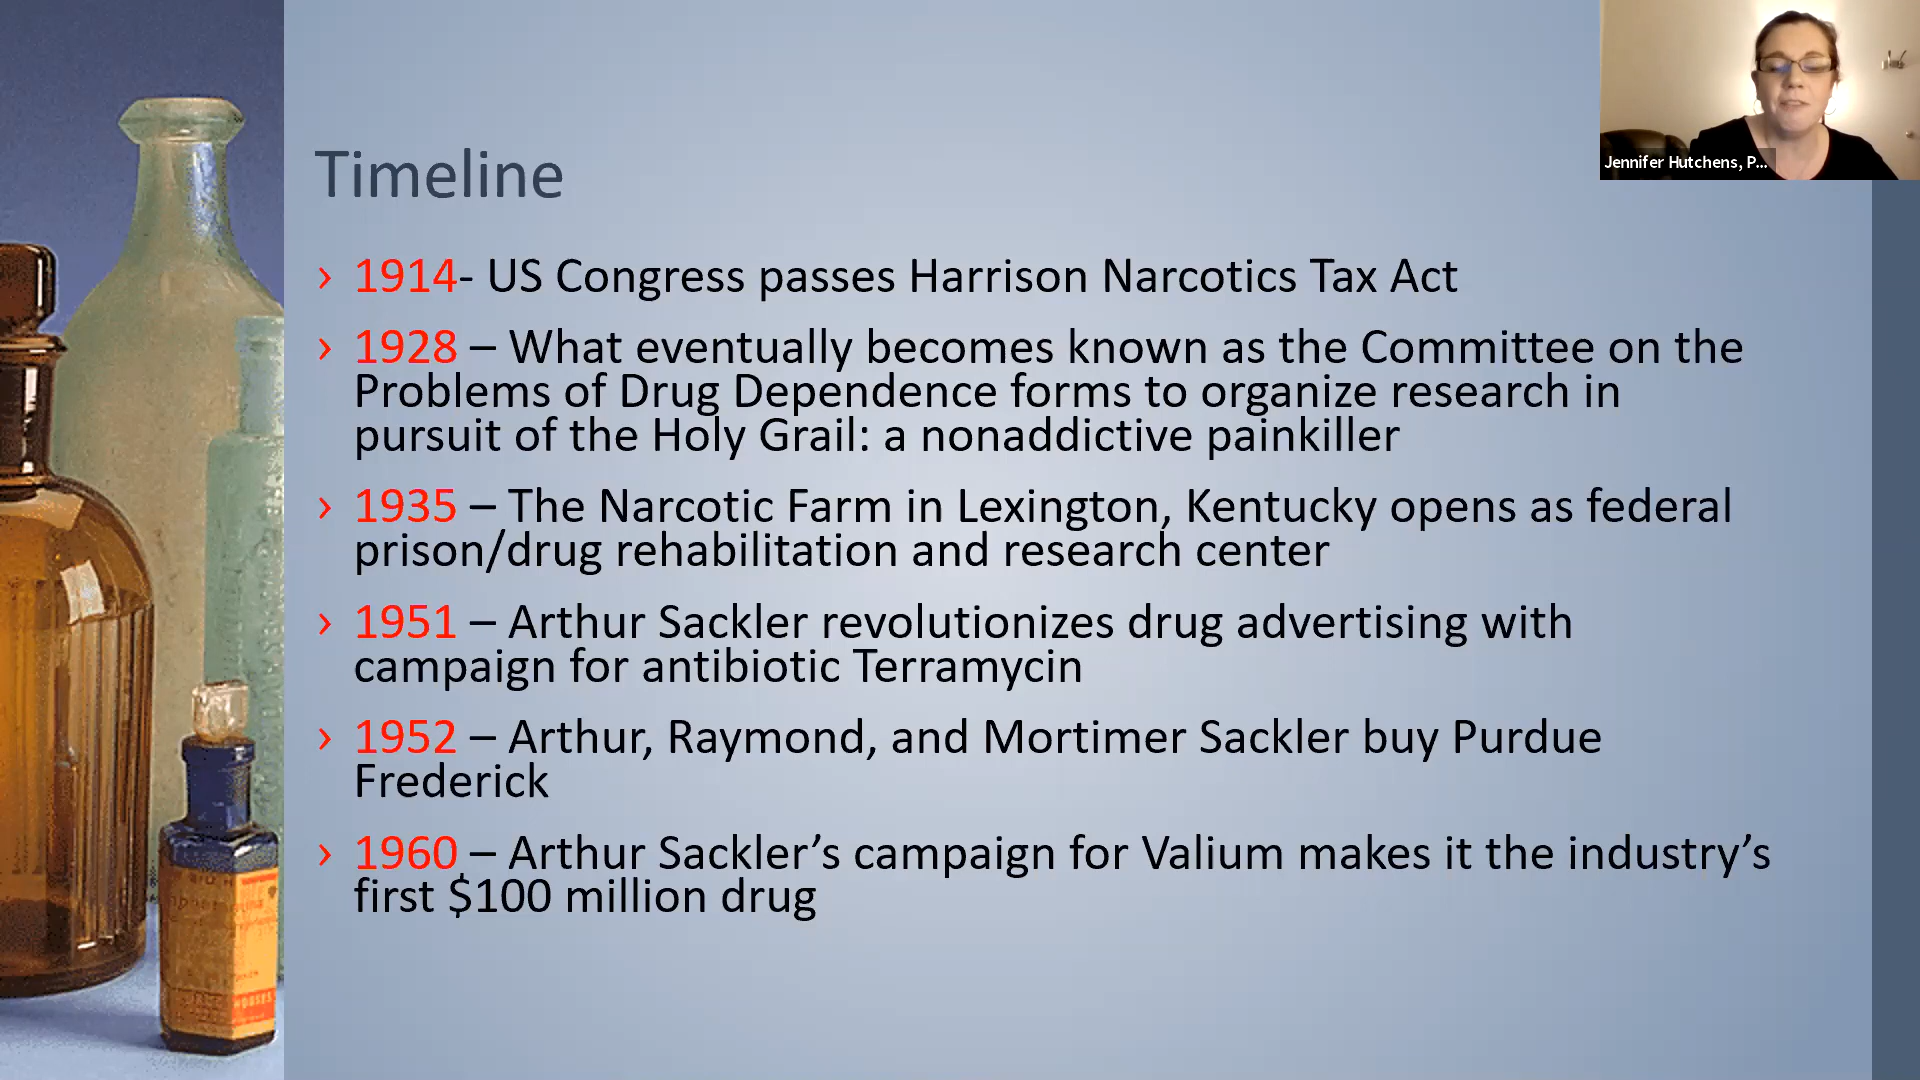 Jennifer Hutchens, P...
Timeline
› 1914- US Congress passes Harrison Narcotics Tax Act
› 1928 – What eventually becomes known as the Committee on the
Problems of Drug Dependence forms to organize research in
pursuit of the Holy Grail: a nonaddictive painkiller
› 1935 – The Narcotic Farm in Lexington, Kentucky opens as federal
prison/drug rehabilitation and research center
› 1951 – Arthur Sackler revolutionizes drug advertising with
campaign for antibiotic Terramycin
› 1952 – Arthur, Raymond, and Mortimer Sackler buy Purdue
Frederick
› 1960 – Arthur Sackler’s campaign for Valium makes it the industry’s
first $100 million drug